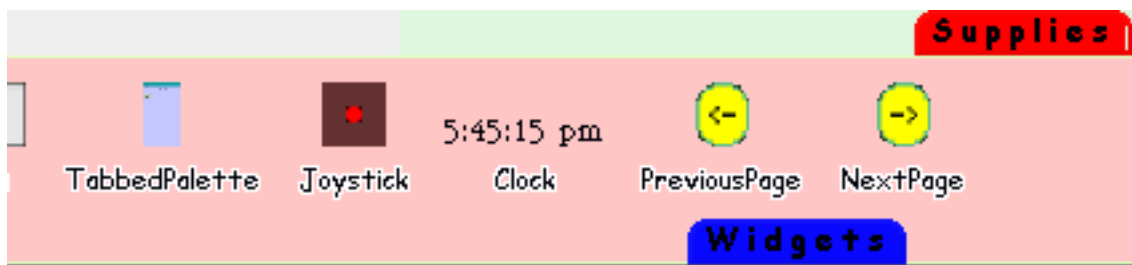 Supplies
5:45:15 pm
<-
->
TabbedPalette
Joystick
Clock
PreviousPage
NextPage
Widgets